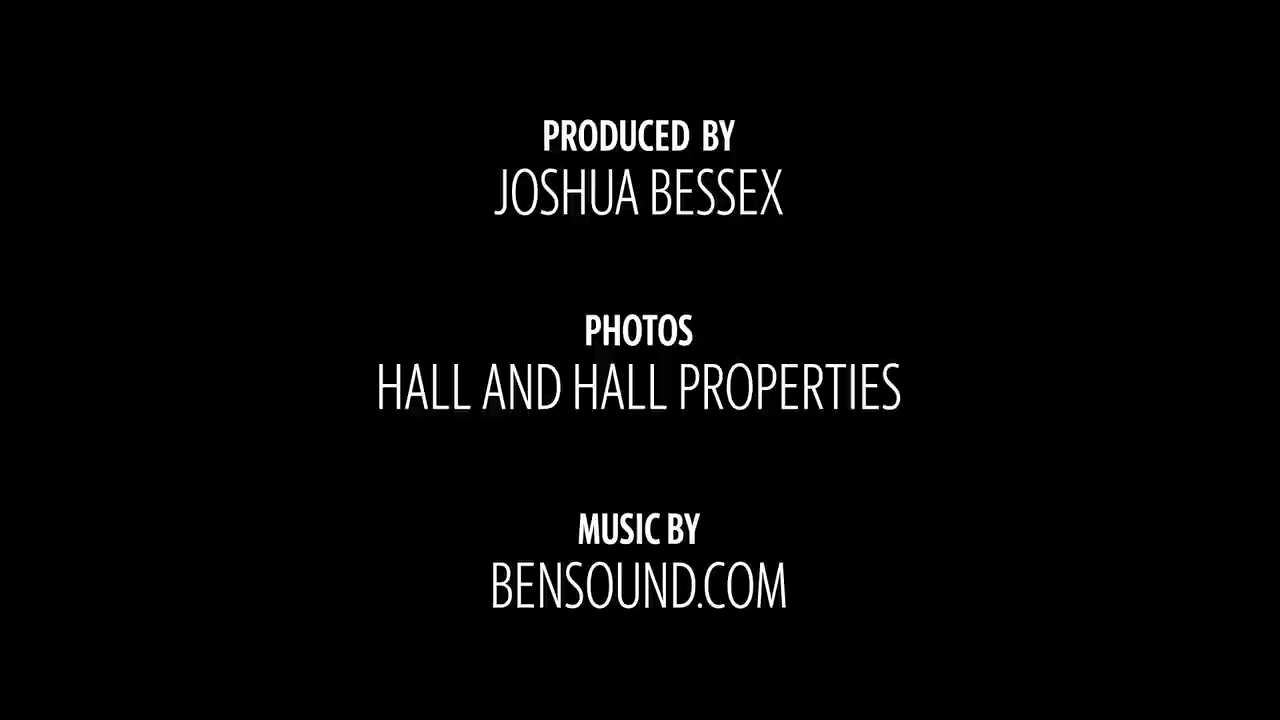 PRODUCED BY
JOSHUA BESSEX
PHOTOS
HALL AND HALL PROPERTIES
MUSIC BY
BENSOUND.COM